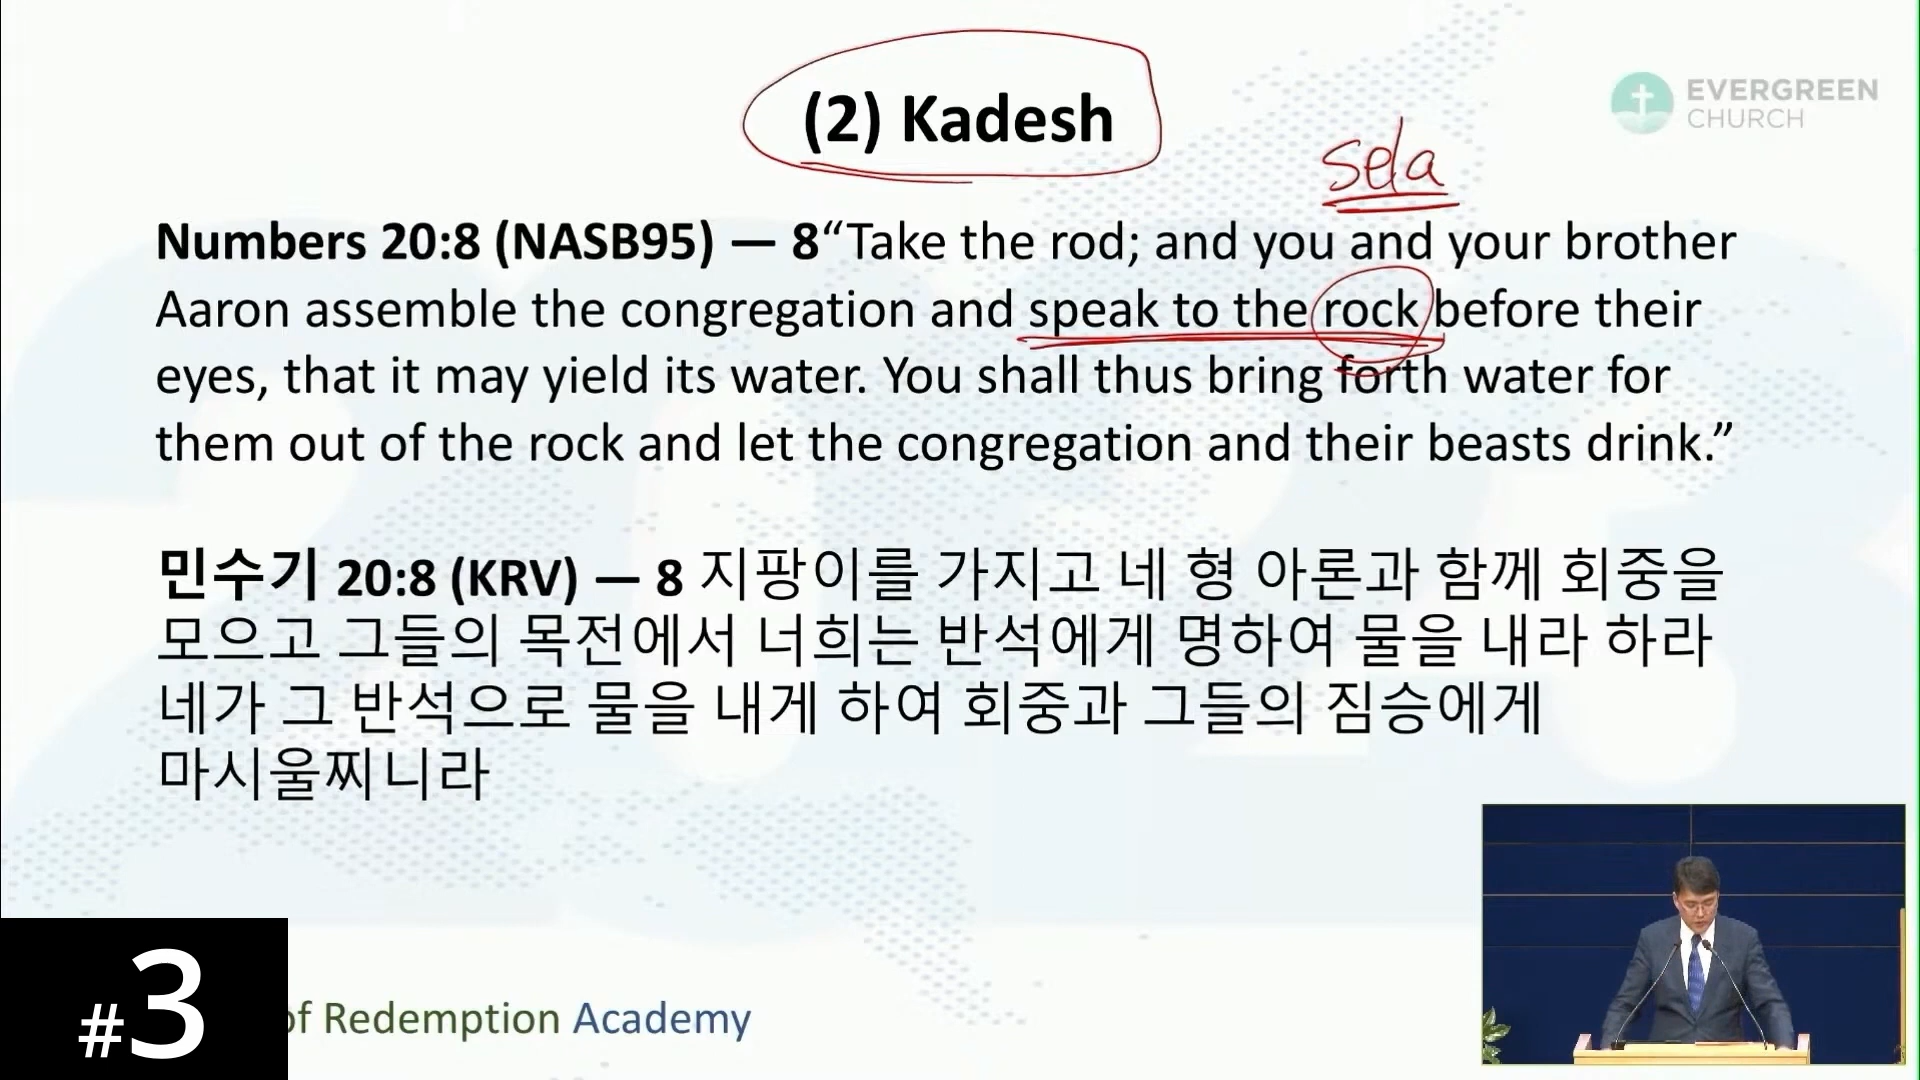 (2) Kadesh
EVERGREEN
CHURCH
sela
Numbers 20:8 (NASB95) — 8“Take the rod; and you and your brother
Aaron assemble the congregation and speak to the rock before their
eyes, that it may yield its water. You shall thus bring forth water for
them out of the rock and let the congregation and their beasts drink.”
민수기 20:8 (KRV) — 8 지팡이를 가지고 네 형 아론과 함께 회중을
모으고 그들의 목전에서 너희는 반석에게 명하여 물을 내라 하라
네가 그 반석으로 물을 내게 하여 회중과 그들의 짐승에게
마시울찌니라
#3
of Redemption Academy